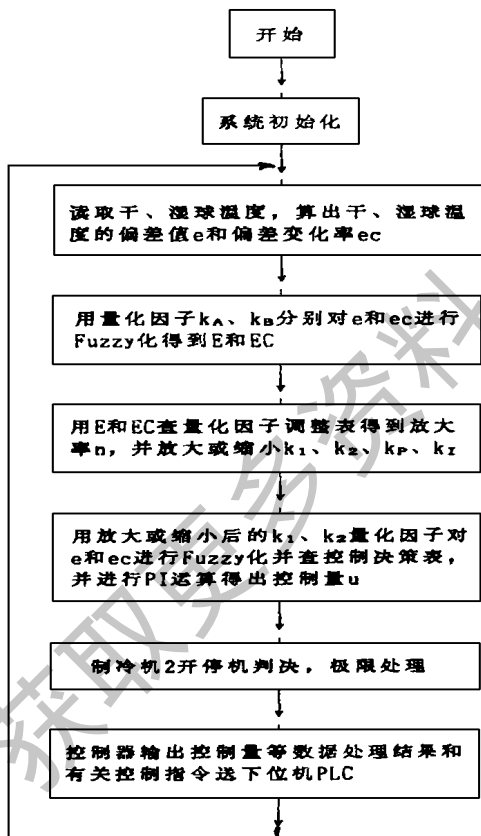 开始
系统初始化
读取干、湿球温度，算出干、湿球温
度的偏差值e和偏差变化率ec
用量化因子kA、kB分别对e和ec进行
Fuzzy化得到E和EC
用E和EC查量化因子调整表得到放大
率n，并放大或缩小k1、k2、kP、kI
用放大或缩小后的k1、k2量化因子对
e和ec进行Fuzzy化并查控制决策表，
并进行PI运算得出控制量u
制冷机2开停机判决，极限处理
控制器输出控制量等数据处理结果和
有关控制指令送下位机PLC
获取更多资料